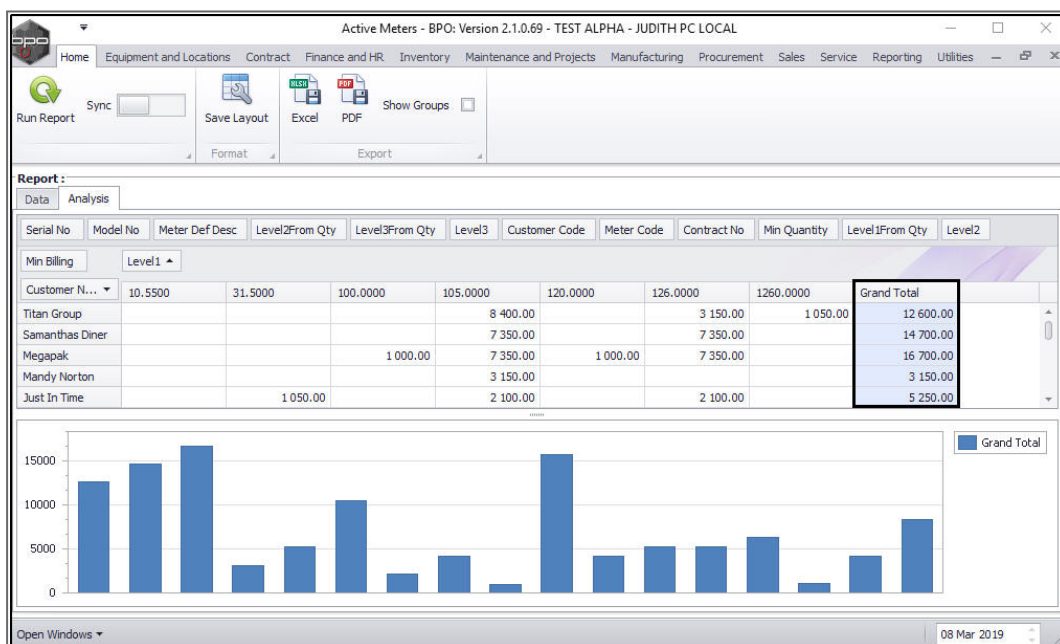 Active Meters - BPO: Version 2.1.0.69 - TEST ALPHA - JUDITH PC LOCAL
bpo
Home Equipment and Locations Contract Finance and HR Inventory Maintenance and Projects Manufacturing Procurement Sales Service Reporting Utilities
Run Report Sync Save Layout XLSX Excel PDF PDF Show Groups
Format Export
Report :
Data Analysis
Serial No Model No Meter Def Desc Level2From Qty Level3From Qty Level3 Customer Code Meter Code Contract No Min Quantity Level1From Qty Level2
Min Billing Level1
Customer N... 10.5500 31.5000 100.0000 105.0000 120.0000 126.0000 1260.0000 Grand Total
Titan Group 8 400.00 3 150.00 1 050.00 12 600.00
Samanthas Diner 7 350.00 7 350.00 14 700.00
Megapak 1 000.00 7 350.00 1 000.00 7 350.00 16 700.00
Mandy Norton 3 150.00 3 150.00
Just In Time 1 050.00 2 100.00 2 100.00 5 250.00
Grand Total
15000
10000
5000
0
Open Windows 08 Mar 2019